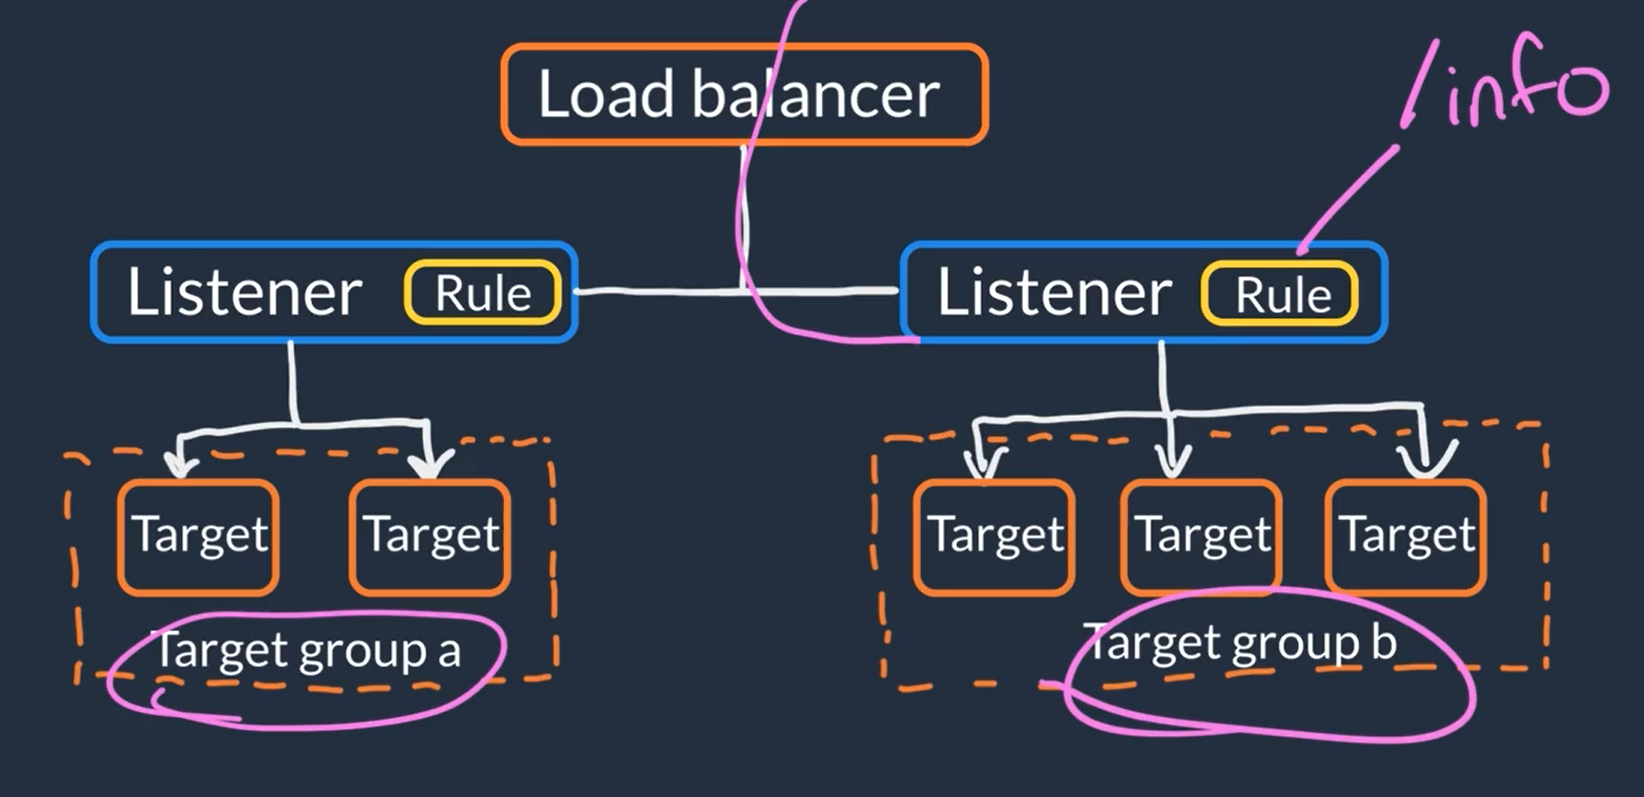 Load balancer
/info
Listener Rule
Listener Rule
Target Target
Target Target Target
Target group a
Target group b